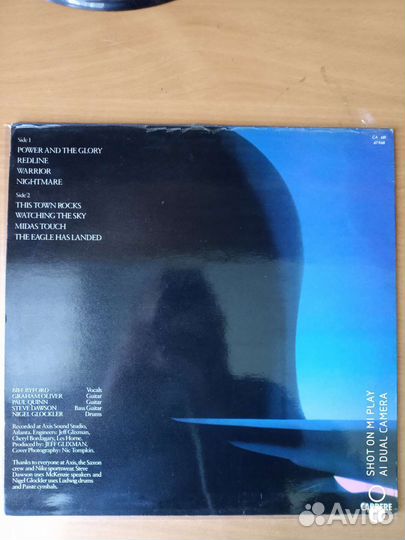 Side 1
POWER AND THE GLORY
REDLINE
WARRIOR
NIGHTMARE
Side 2
THIS TOWN ROCKS
WATCHING THE SKY
MIDAS TOUCH
THE EAGLE HAS LANDED
BIFF BYFORD Vocals
GRAHAM OLIVER Guitar
PAUL QUINN Guitar
STEVE DAWSON Bass Guitar
NIGEL GLOCKLER Drums
Recorded at Axis Sound Studio,
Atlanta. Engineers: Jeff Glixman,
Cheryl Bordagary, Les Horne.
Produced by: JEFF GLIXMAN.
Cover Photography: Nic Tompkin.
Thanks to everyone at Axis, the Saxon
crew and Nike sportswear. Steve
Dawson uses McKenzie speakers and
Nigel Glockler uses Ludwig drums
and Paiste cymbals.
CARRERE
SHOT ON MI PLAY
AI DUAL CAMERA
Avito